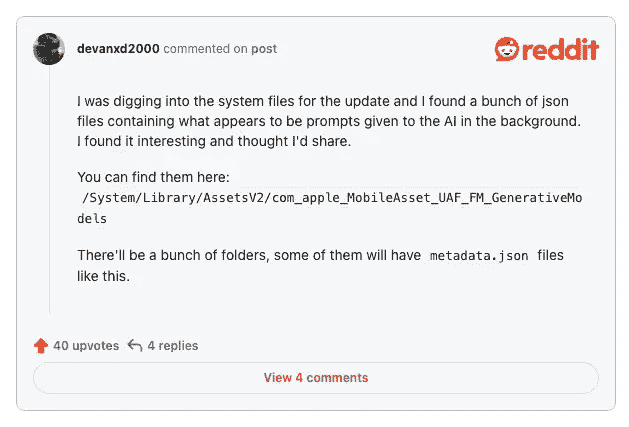 devanxd2000 commented on post
reddit
I was digging into the system files for the update and I found a bunch of json
files containing what appears to be prompts given to the AI in the background.
I found it interesting and thought I'd share.
You can find them here:
/System/Library/AssetsV2/com_apple_MobileAsset_UAF_FM_GenerativeMo
dels
There'll be a bunch of folders, some of them will have metadata.json files
like this.
40 upvotes 4 replies
View 4 comments